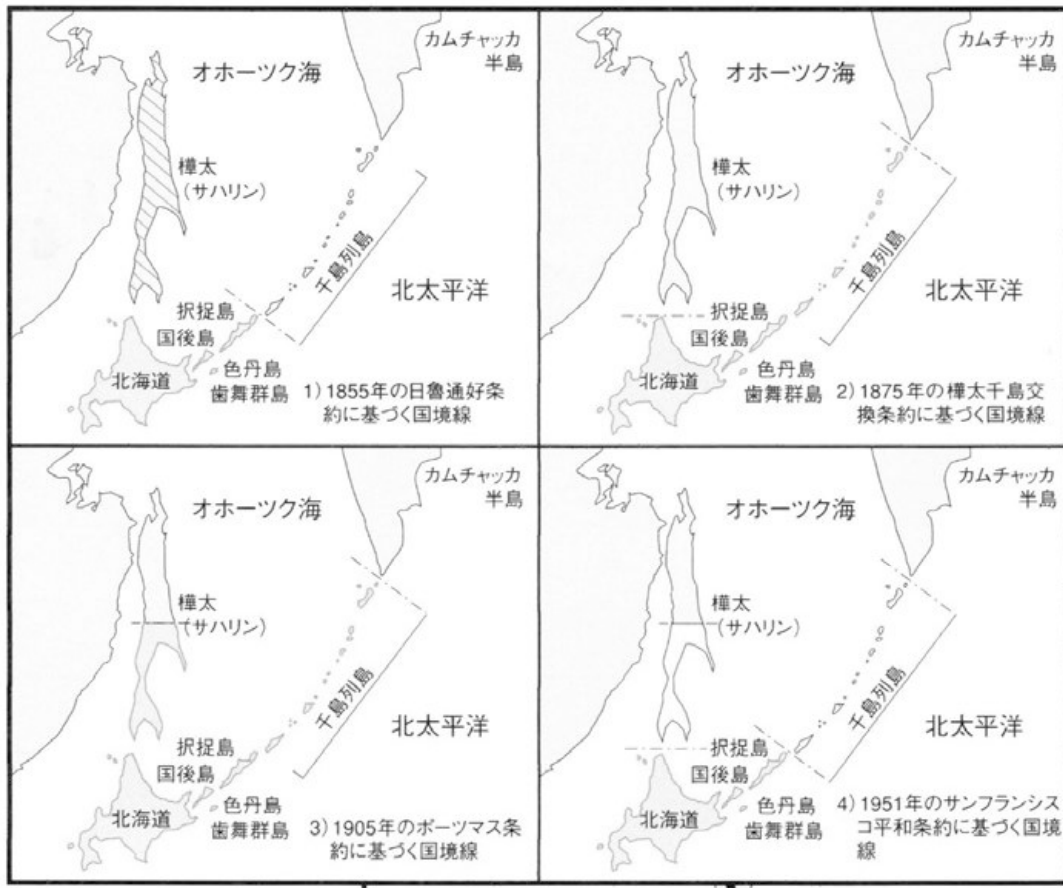 カムチャッカ
半島
オホーツク海
樺太
(サハリン)
千島列島
北太平洋
択捉島
国後島
色丹島
歯舞群島
北海道
1) 1855年の日魯通好条
約に基づく国境線
カムチャッカ
半島
オホーツク海
樺太
(サハリン)
千島列島
北太平洋
択捉島
国後島
色丹島
歯舞群島
北海道
2) 1875年の樺太千島交
換条約に基づく国境線
カムチャッカ
半島
オホーツク海
樺太
(サハリン)
千島列島
北太平洋
択捉島
国後島
色丹島
歯舞群島
北海道
3) 1905年のポーツマス条
約に基づく国境線
カムチャッカ
半島
オホーツク海
樺太
(サハリン)
千島列島
北太平洋
択捉島
国後島
色丹島
歯舞群島
北海道
4) 1951年のサンフランシス
コ平和条約に基づく国境
線